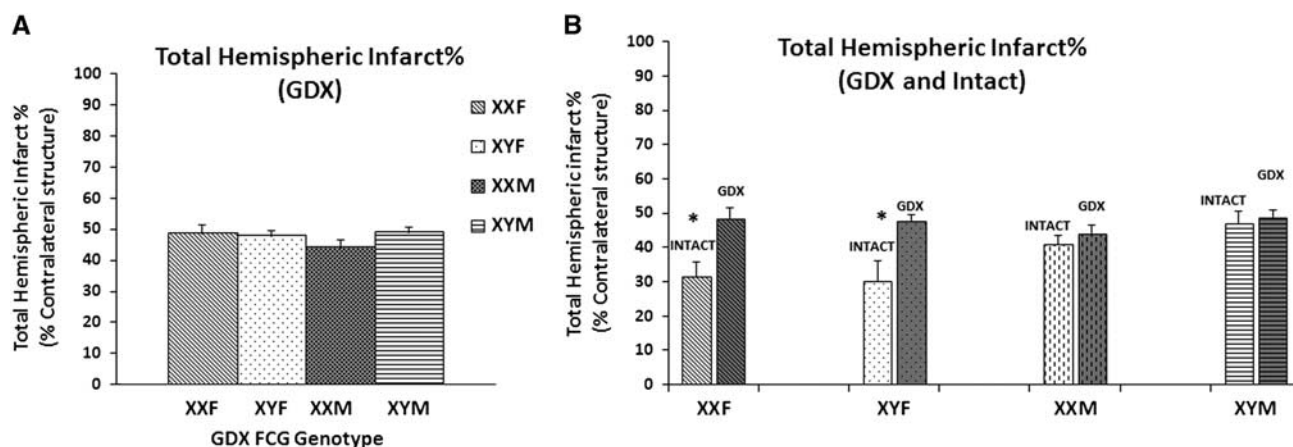 A
Total Hemispheric Infarct%
(GDX)
Total Hemispheric Infarct %
(% Contralateral structure)
100
90
80
70
60
50
40
30
20
10
0
XXF
XYF
XXM
XYM
XXF XYF XXM XYM
GDX FCG Genotype
B
Total Hemispheric Infarct%
(GDX and Intact)
Total Hemispheric infarct %
(% Contralateral structure)
100
90
80
70
60
50
40
30
20
10
0
*
INTACT
GDX
*
INTACT
GDX
INTACT
GDX
INTACT
GDX
XXF XYF XXM XYM